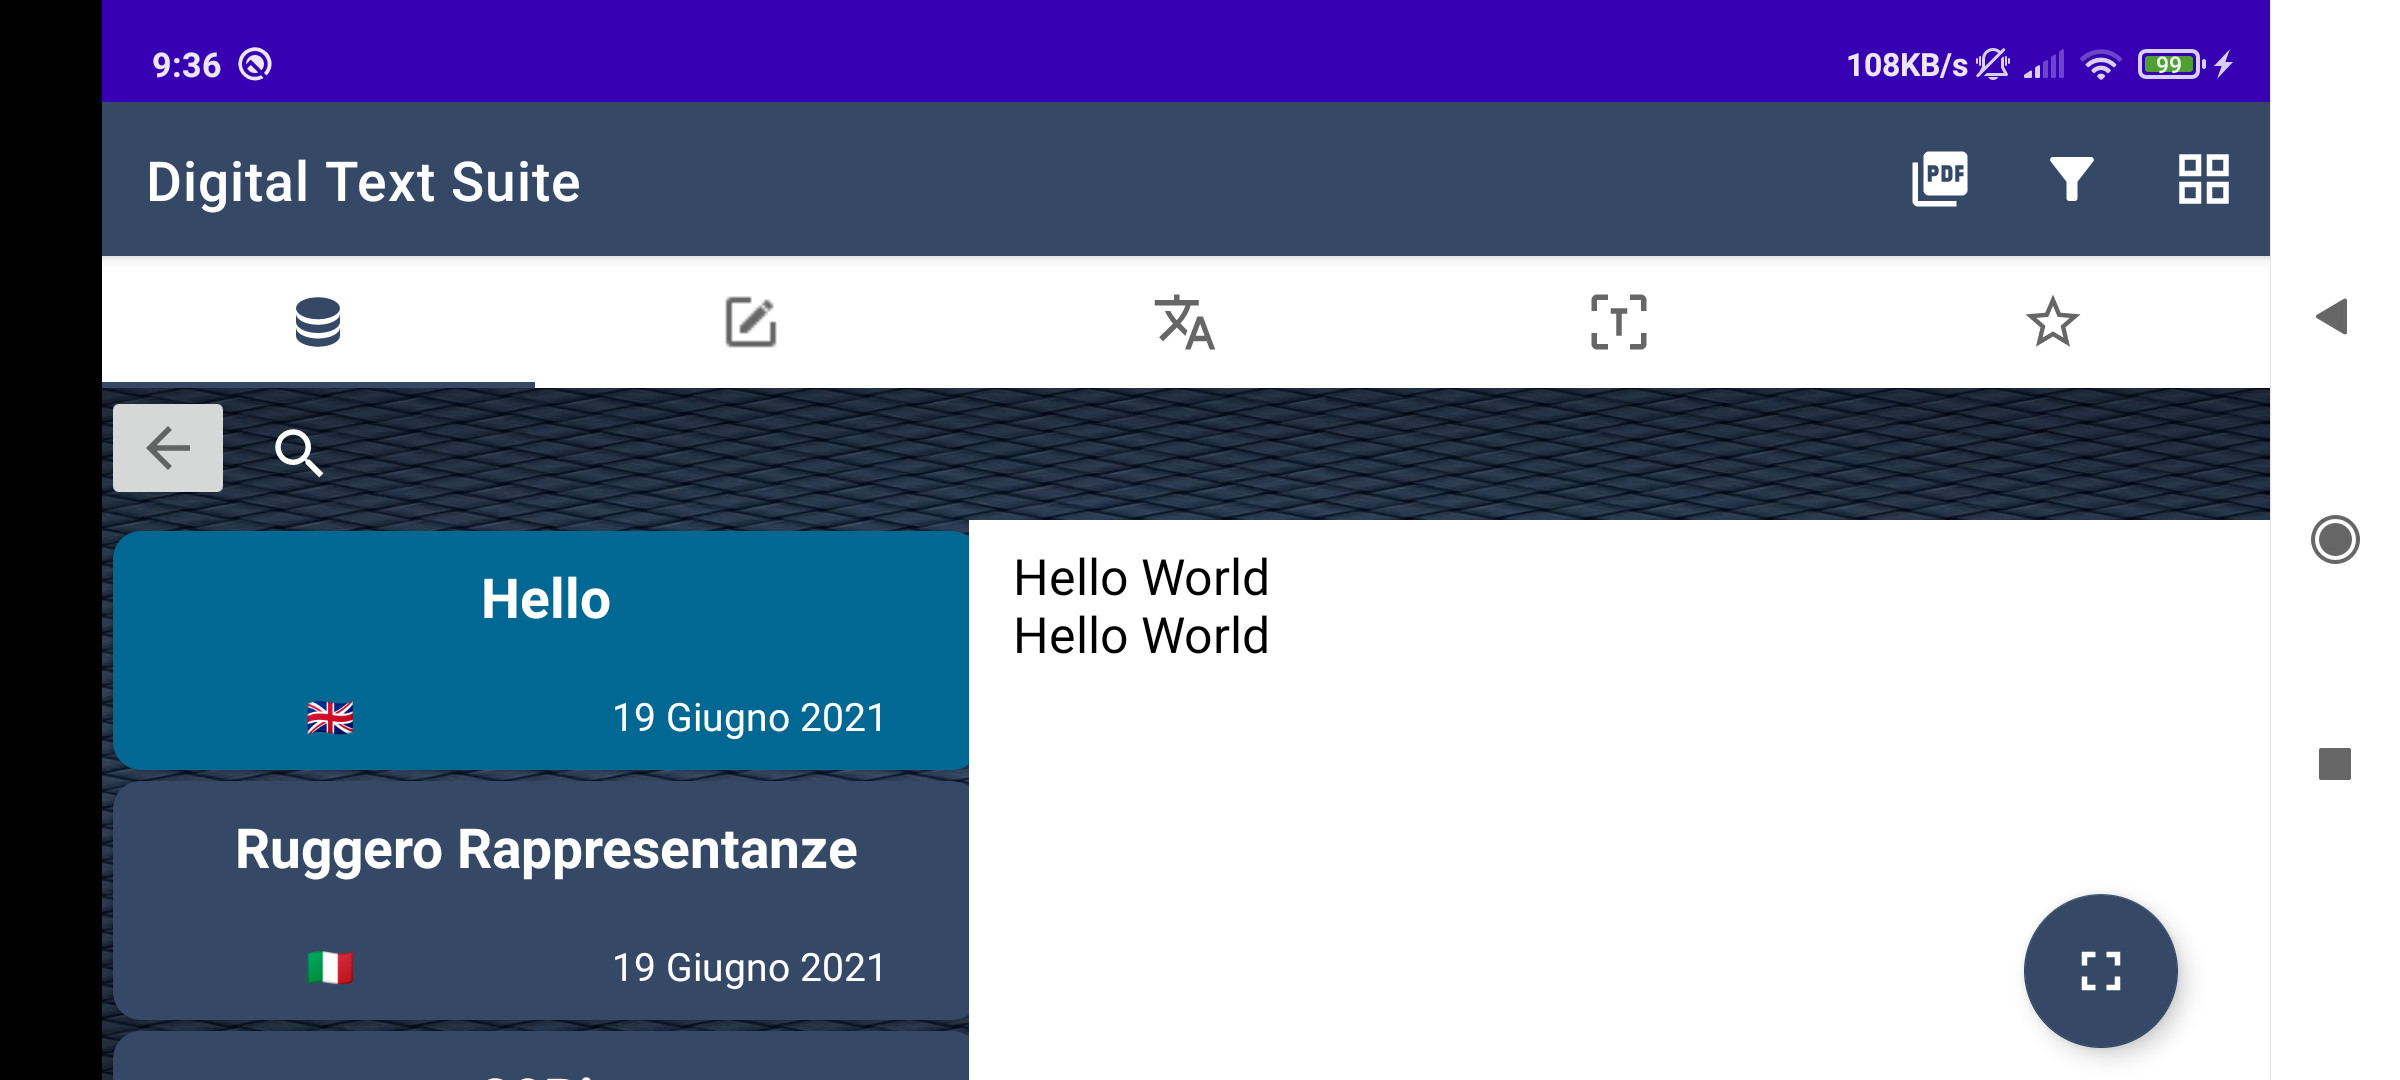 9:36
108KB/s
99
Digital Text Suite
PDF
Hello
19 Giugno 2021
Ruggero Rappresentanze
19 Giugno 2021
Hello World
Hello World